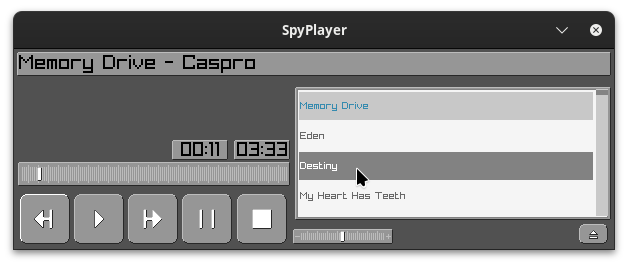 SpyPlayer
Memory Drive - Caspro
00:11 03:33
Memory Drive
Eden
Destiny
My Heart Has Teeth
- +